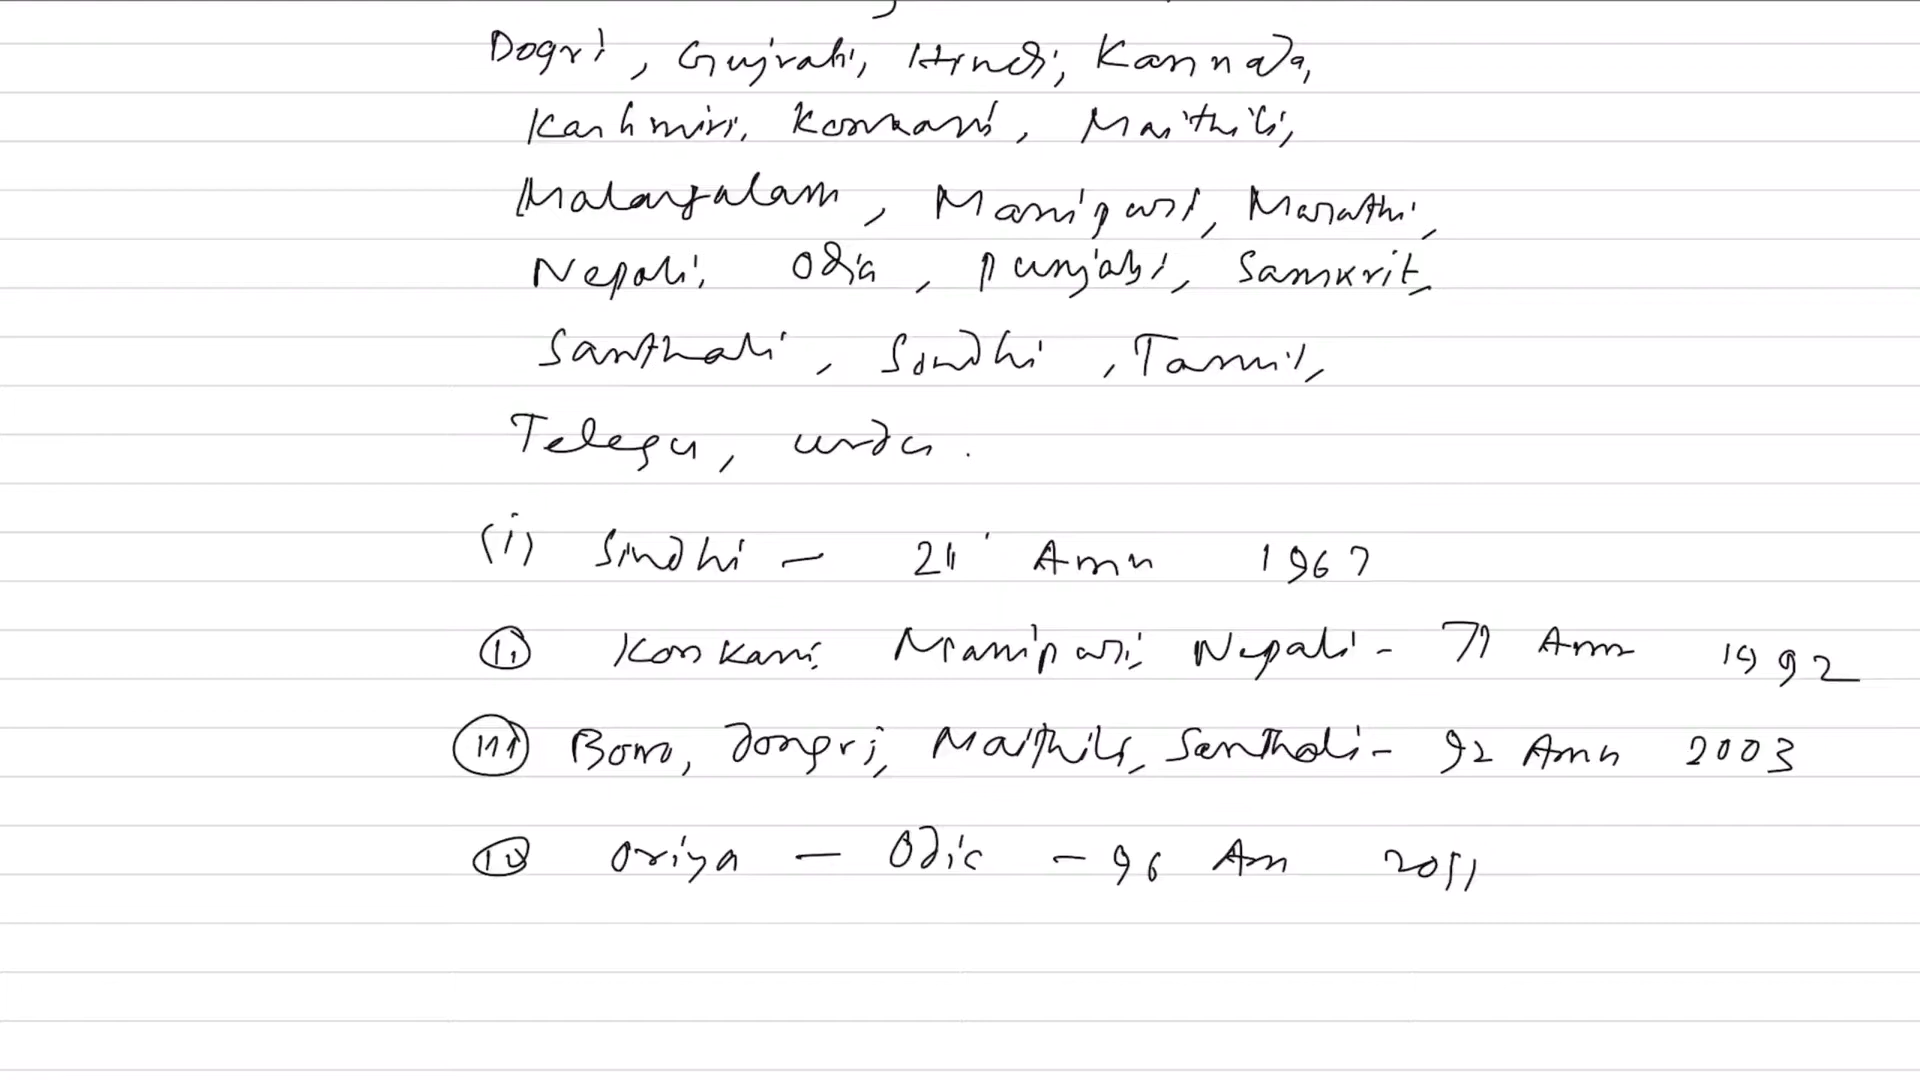 Dogri, Gujrati, Hindi, Kannada,
Kashmiri, Konkani, Maithili,
Malayalam, Manipuri, Marathi,
Nepali, Odia, Punjabi, Sanskrit,
Santhali, Sindhi, Tamil,
Telegu, urdu.
(i) Sindhi - 21' Amn 1967
(ii) Konkani, Manipuri, Nepali - 71 Amn 1992
(iii) Boro, dongri, Maithili, Santhali - 92 Amn 2003
(iv) Oriya - Odia - 96 Am 2011